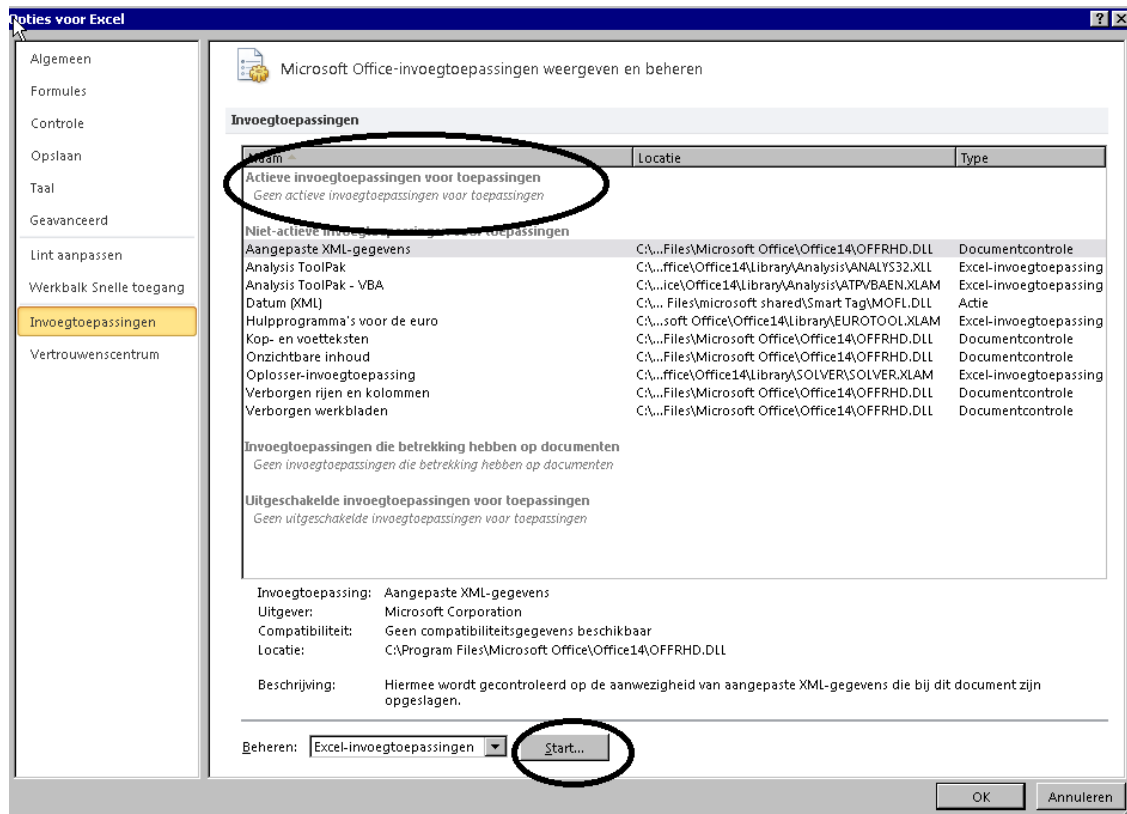 Opties voor Excel
Algemeen
Formules
Controle
Opslaan
Taal
Geavanceerd
Lint aanpassen
Werkbalk Snelle toegang
Invoegtoepassingen
Vertrouwenscentrum
Microsoft Office-invoegtoepassingen weergeven en beheren
Invoegtoepassingen
Naam Locatie Type
Actieve invoegtoepassingen voor toepassingen
Geen actieve invoegtoepassingen voor toepassingen
Niet-actieve invoegtoepassingen voor toepassingen
Aangepaste XML-gegevens C:\...Files\Microsoft Office\Office14\OFFRHD.DLL Documentcontrole
Analysis ToolPak C:\...ffice\Office14\Library\Analysis\ANALYS32.XLL Excel-invoegtoepassing
Analysis ToolPak - VBA C:\...ice\Office14\Library\Analysis\ATPVBAEN.XLAM Excel-invoegtoepassing
Datum (XML) C:\... Files\microsoft shared\Smart Tag\MOFL.DLL Actie
Hulpprogramma's voor de euro C:\...soft Office\Office14\Library\EUROTOOL.XLAM Excel-invoegtoepassing
Kop- en voetteksten C:\...Files\Microsoft Office\Office14\OFFRHD.DLL Documentcontrole
Onzichtbare inhoud C:\...Files\Microsoft Office\Office14\OFFRHD.DLL Documentcontrole
Oplosser-invoegtoepassing C:\...ffice\Office14\Library\SOLVER\SOLVER.XLAM Excel-invoegtoepassing
Verborgen rijen en kolommen C:\...Files\Microsoft Office\Office14\OFFRHD.DLL Documentcontrole
Verborgen werkbladen C:\...Files\Microsoft Office\Office14\OFFRHD.DLL Documentcontrole
Invoegtoepassingen die betrekking hebben op documenten
Geen invoegtoepassingen die betrekking hebben op documenten
Uitgeschakelde invoegtoepassingen voor toepassingen
Geen uitgeschakelde invoegtoepassingen voor toepassingen
Invoegtoepassing: Aangepaste XML-gegevens
Uitgever: Microsoft Corporation
Compatibiliteit: Geen compatibiliteitsgegevens beschikbaar
Locatie: C:\Program Files\Microsoft Office\Office14\OFFRHD.DLL
Beschrijving: Hiermee wordt gecontroleerd op de aanwezigheid van aangepaste XML-gegevens die bij dit document zijn
opgeslagen.
Beheren: Excel-invoegtoepassingen Start...
OK Annuleren